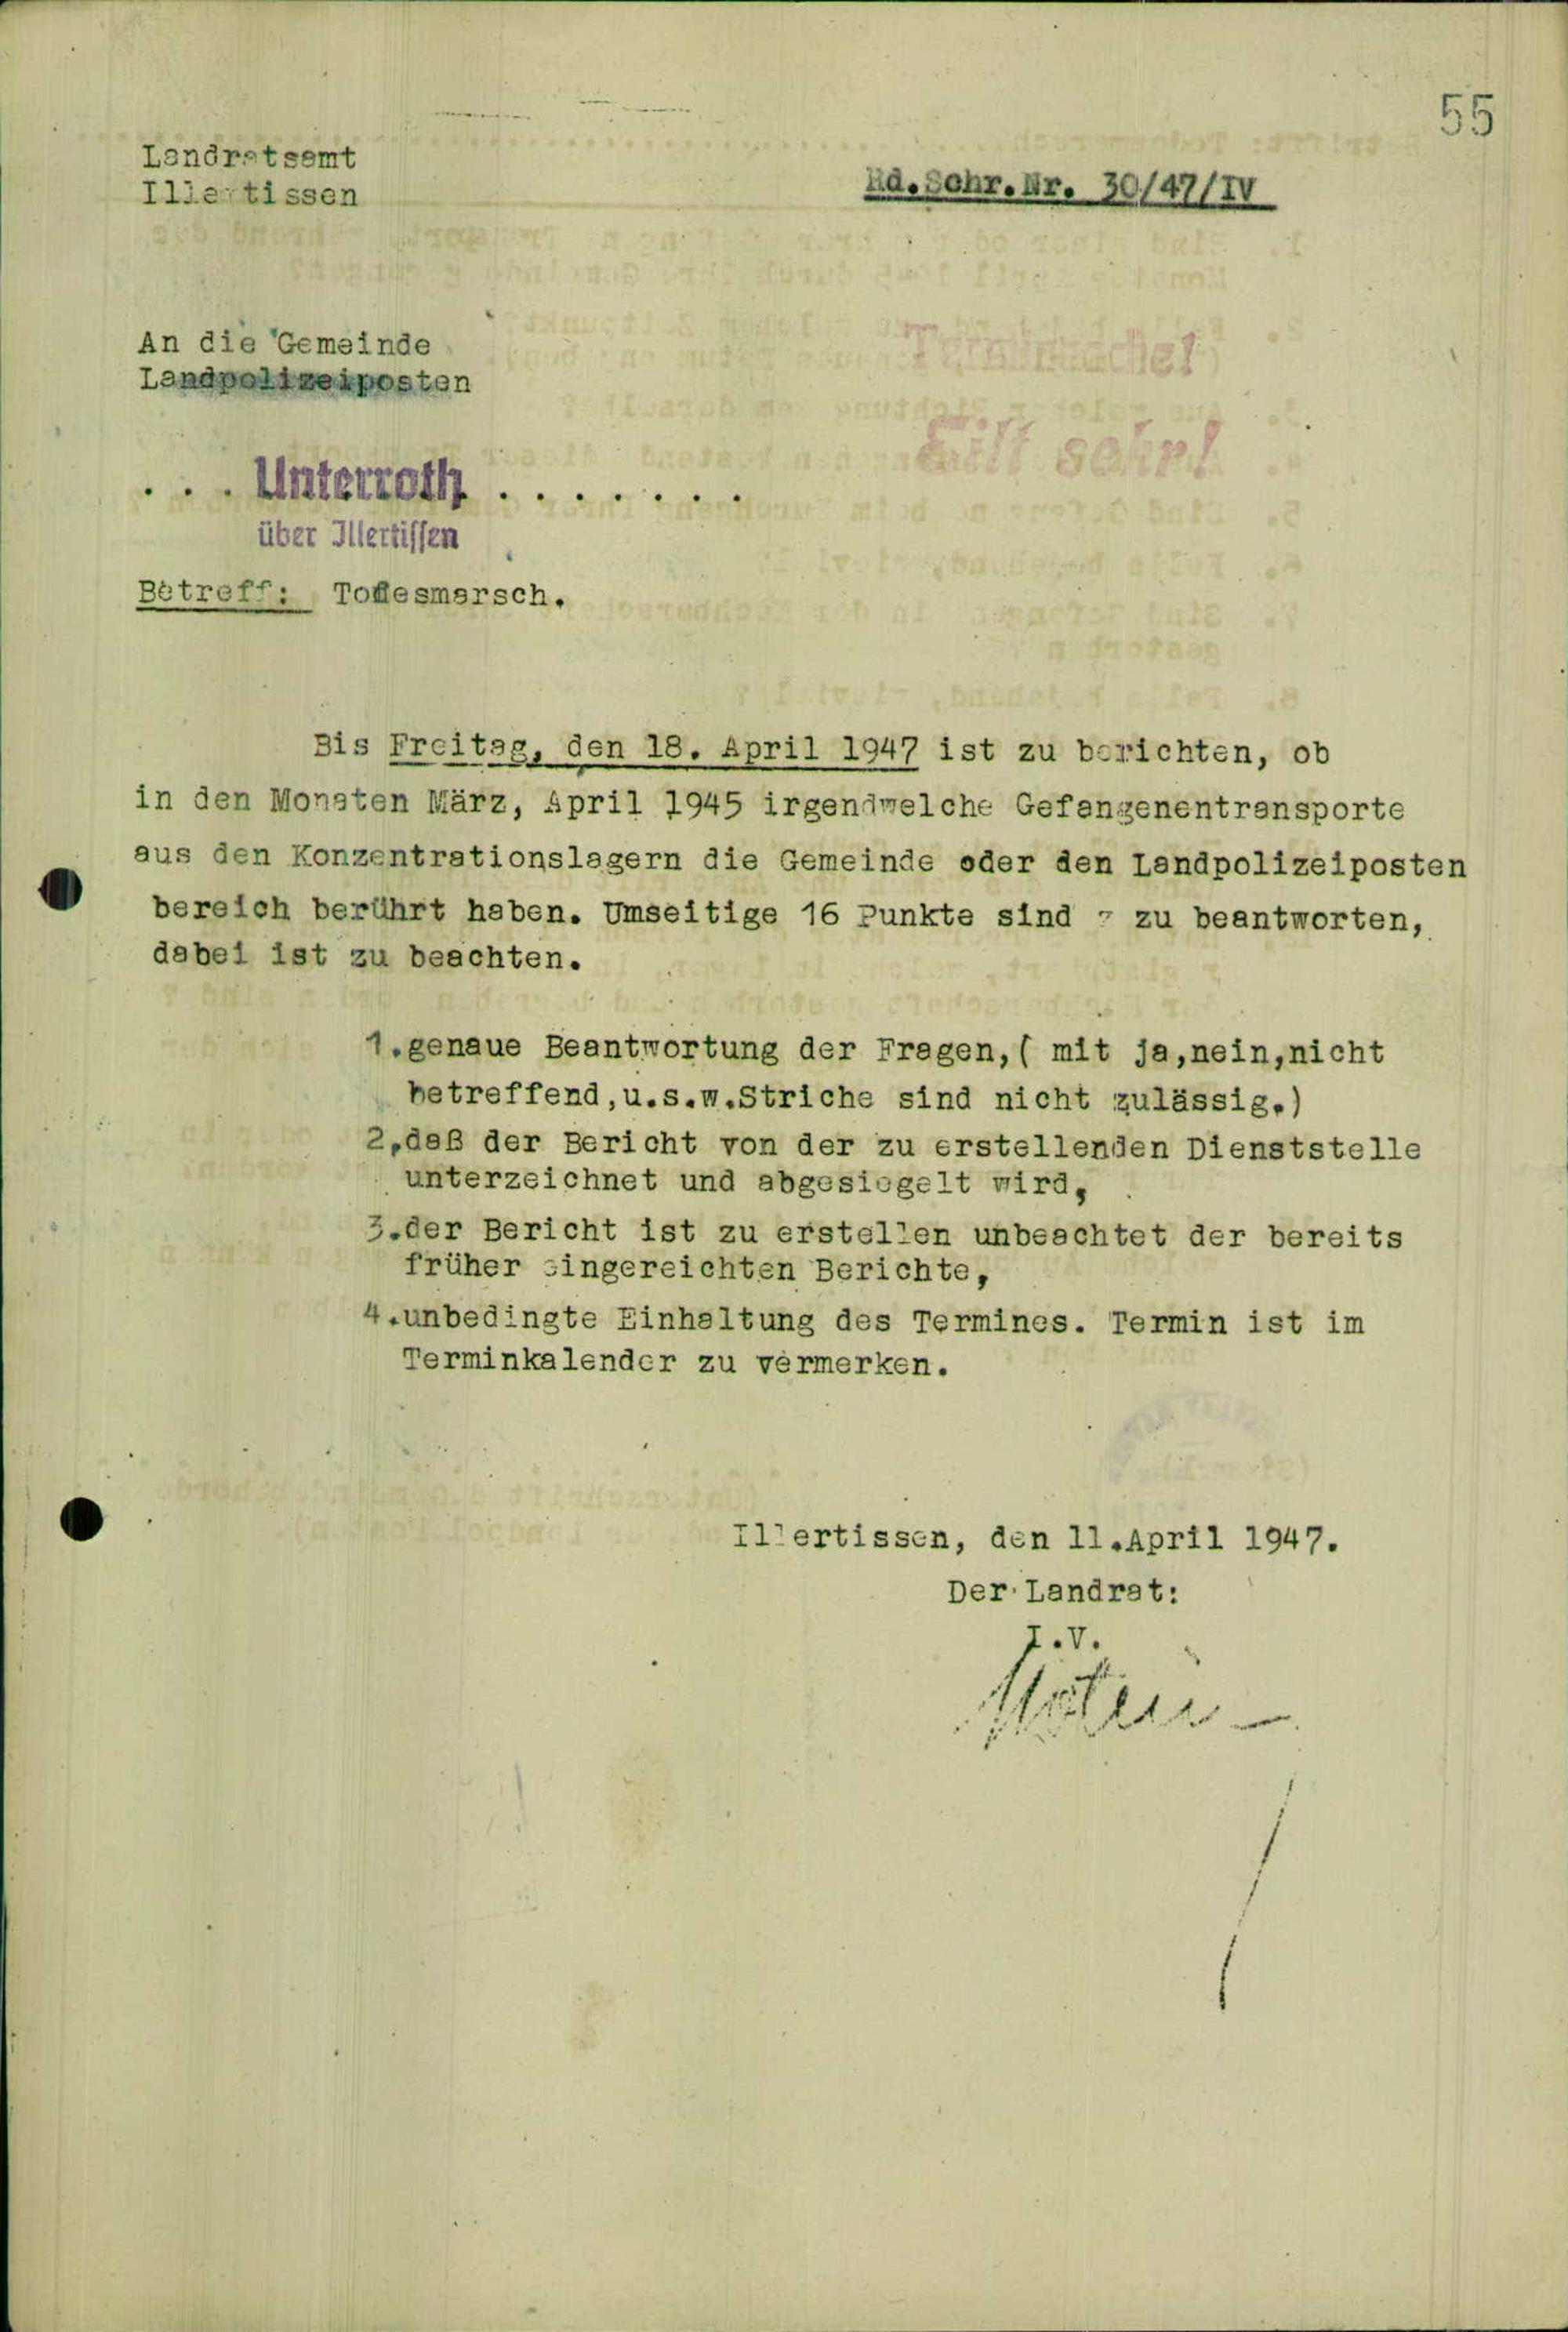 55
Landratsamt
Illertissen
Rd.Schr.Nr. 30/47/IV
An die Gemeinde
Landpolizeiposten
Terminsache!
Eilt sehr!
. . . Unterroth . . . . . . .
über Illertissen
Betreff: Todesmarsch.
Bis Freitag, den 18. April 1947 ist zu berichten, ob
in den Monaten März, April 1945 irgendwelche Gefangenentransporte
aus den Konzentrationslagern die Gemeinde oder den Landpolizeiposten
bereich berührt haben. Umseitige 16 Punkte sind zu beantworten,
dabei ist zu beachten.
1.genaue Beantwortung der Fragen,( mit ja,nein,nicht
betreffend,u.s.w.Striche sind nicht zulässig.)
2.daß der Bericht von der zu erstellenden Dienststelle
unterzeichnet und abgesiegelt wird,
3.der Bericht ist zu erstellen unbeachtet der bereits
früher eingereichten Berichte,
4.unbedingte Einhaltung des Termines. Termin ist im
Terminkalender zu vermerken.
Illertissen, den 11.April 1947.
Der Landrat:
I.V.